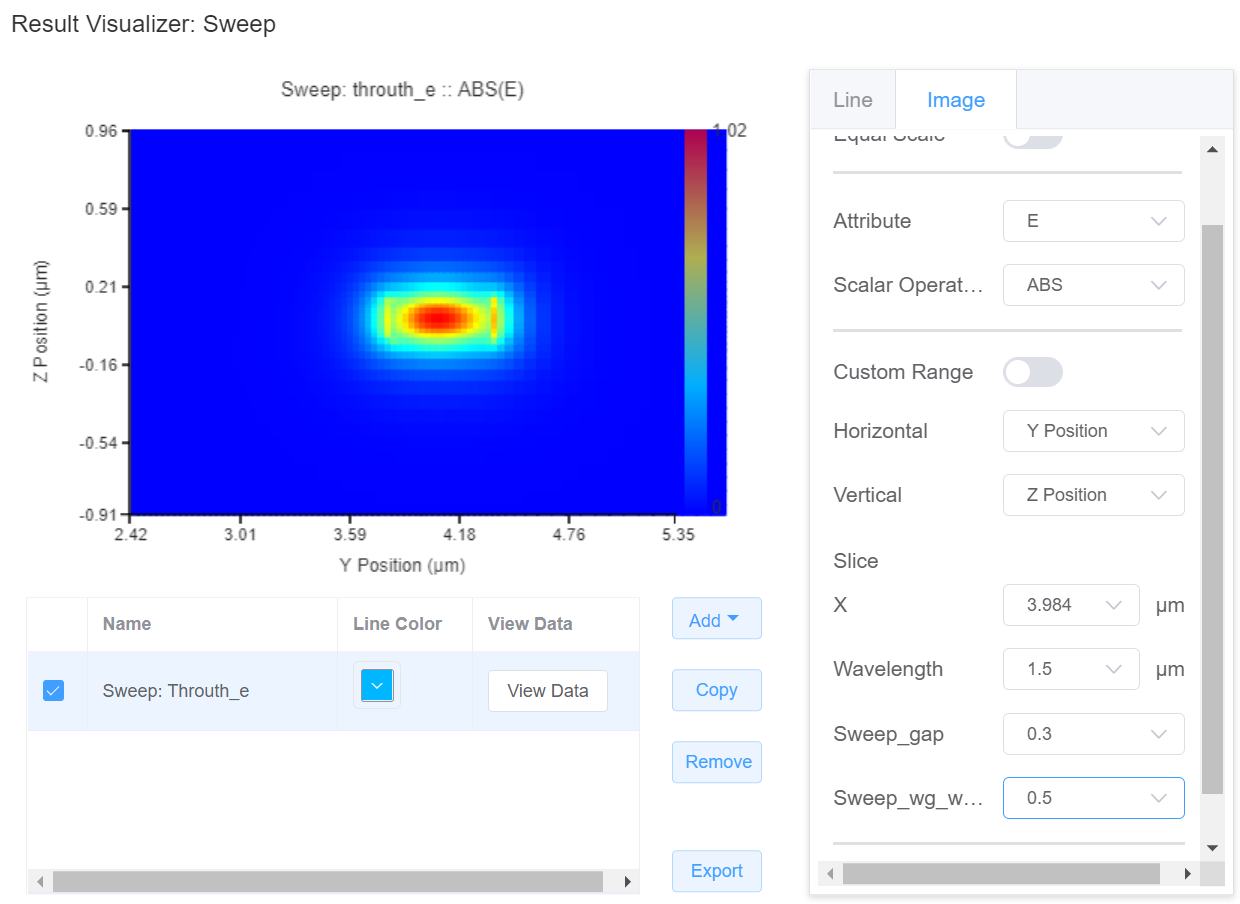 Result Visualizer: Sweep
Sweep: throuth_e :: ABS(E)
1.02
0.96
0.59
0.21
-0.16
-0.54
-0.91
0
Z Position (µm)
2.42 3.01 3.59 4.18 4.76 5.35
Y Position (µm)
Name Line Color View Data
Sweep: Throuth_e View Data
Add
Copy
Remove
Export
Line Image
Equal Scale
Attribute E
Scalar Operat... ABS
Custom Range
Horizontal Y Position
Vertical Z Position
Slice
X 3.984 µm
Wavelength 1.5 µm
Sweep_gap 0.3
Sweep_wg_w... 0.5